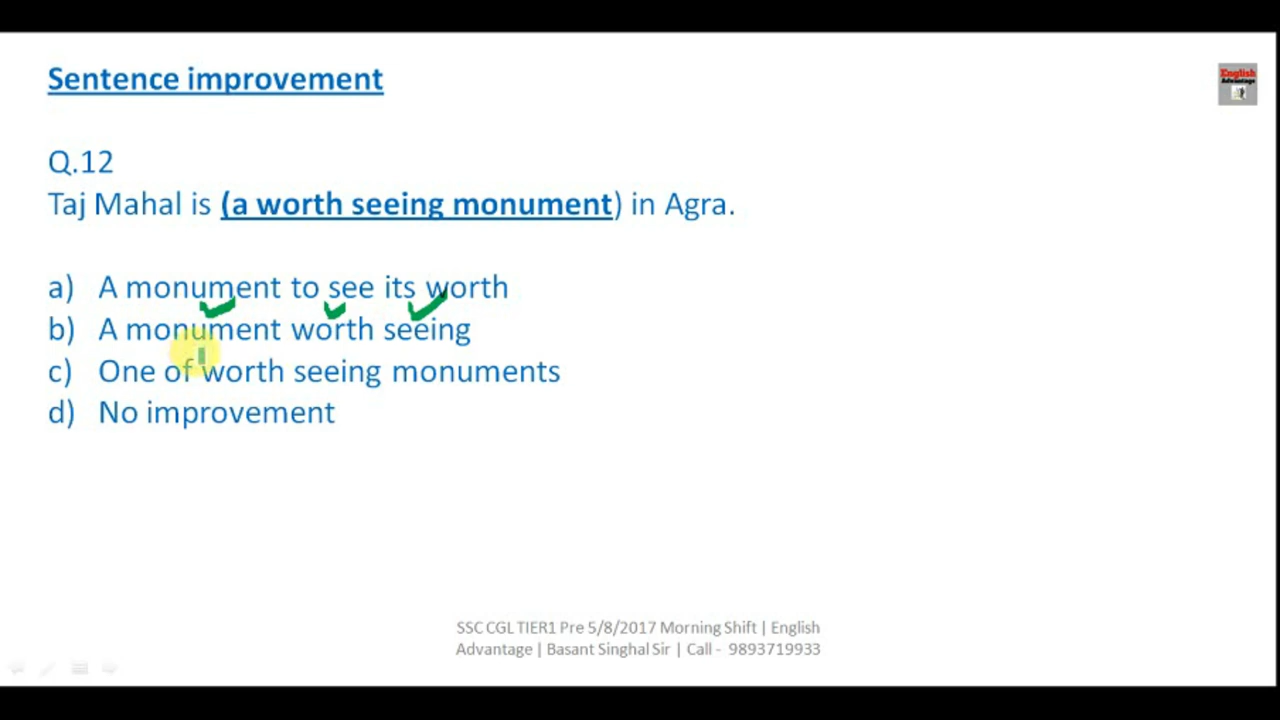 Sentence improvement
English
Advantage
Q.12
Taj Mahal is (a worth seeing monument) in Agra.
a) A monument to see its worth
b) A monument worth seeing
c) One of worth seeing monuments
d) No improvement
SSC CGL TIER1 Pre 5/8/2017 Morning Shift | English
Advantage | Basant Singhal Sir | Call - 9893719933